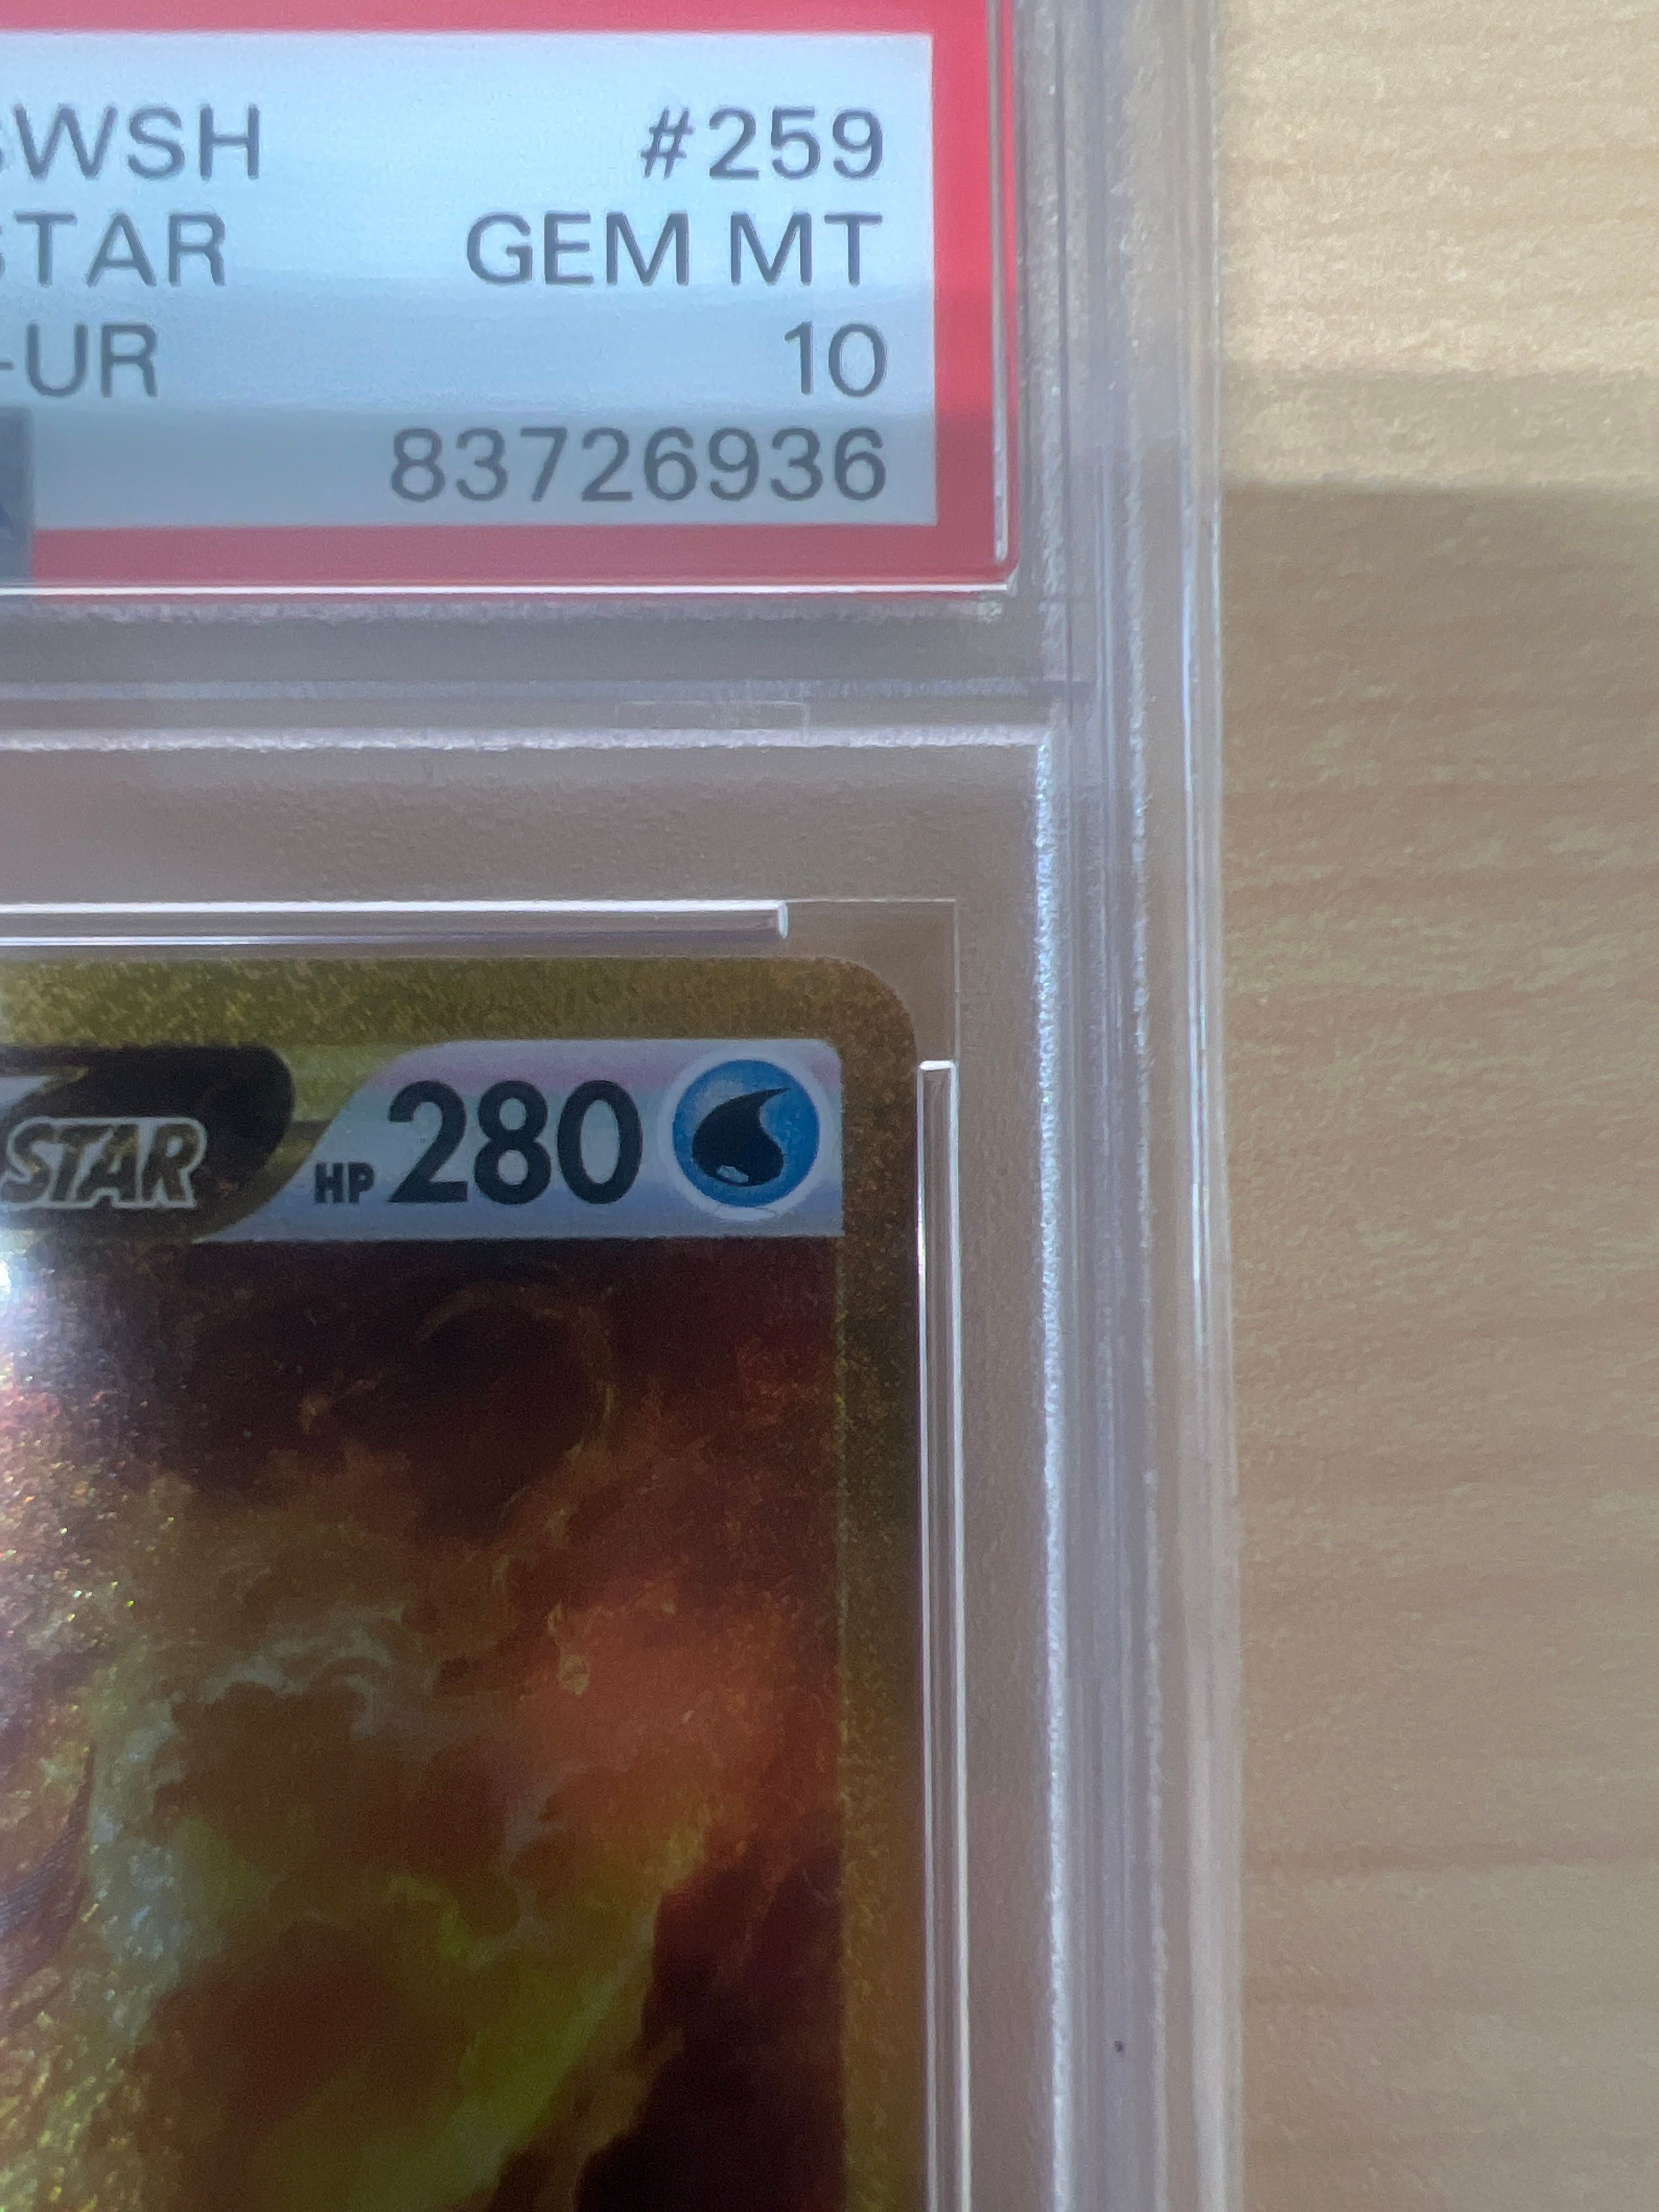 SWSH #259
STAR GEM MT
-UR 10
83726936
STAR HP 280